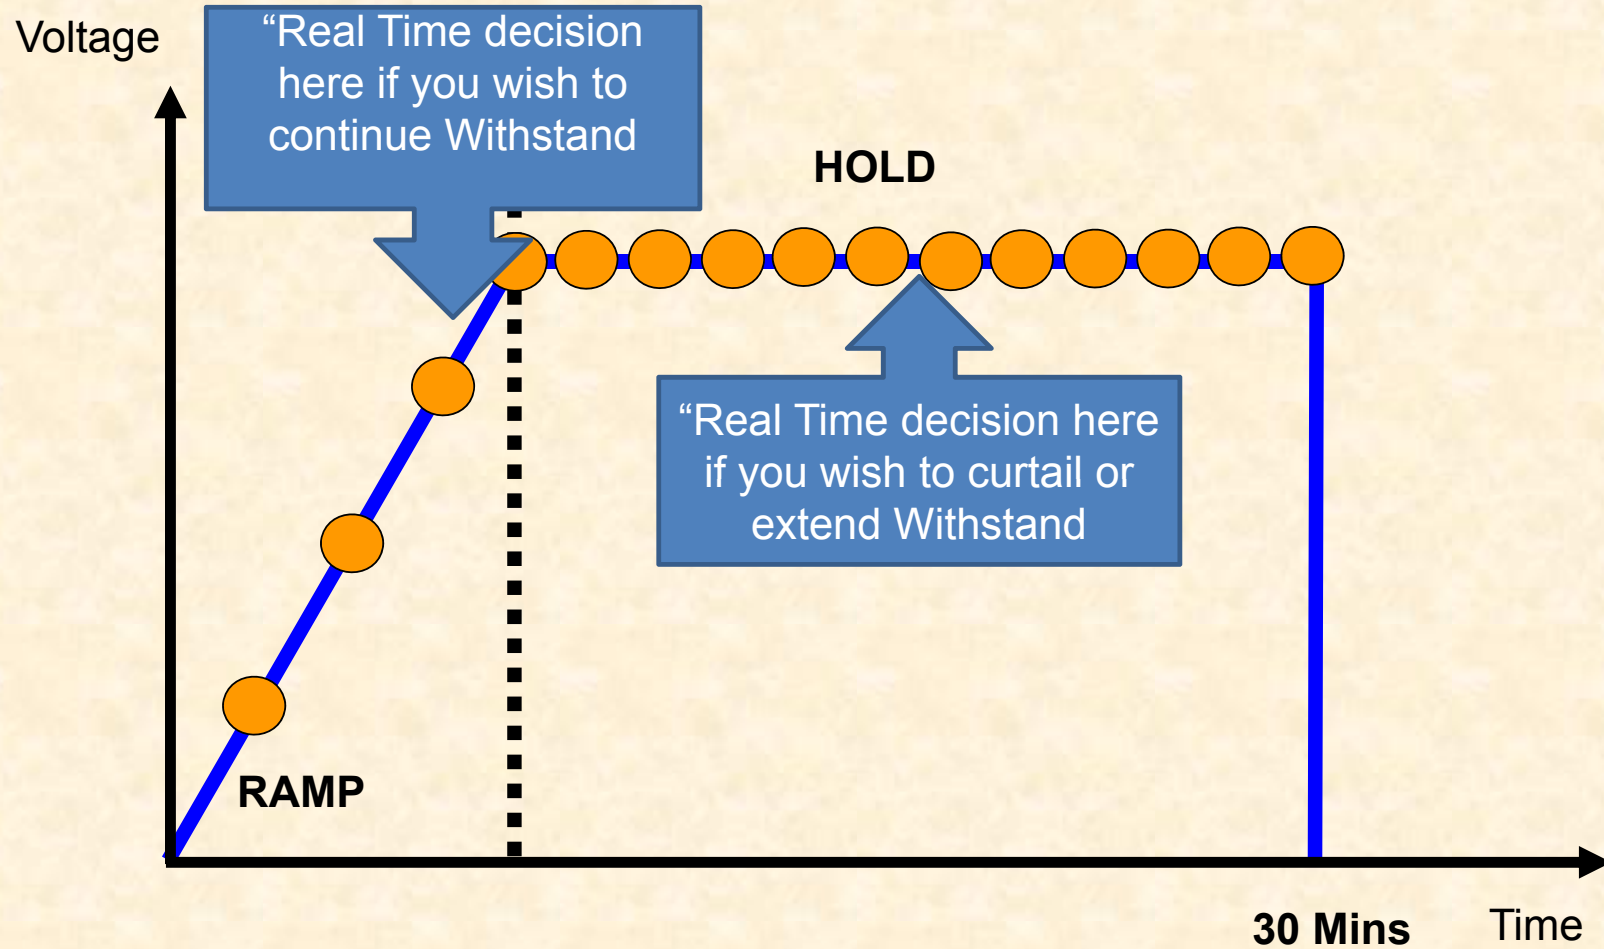 Voltage
“Real Time decision
here if you wish to
continue Withstand
HOLD
“Real Time decision here
if you wish to curtail or
extend Withstand
RAMP
30 Mins
Time